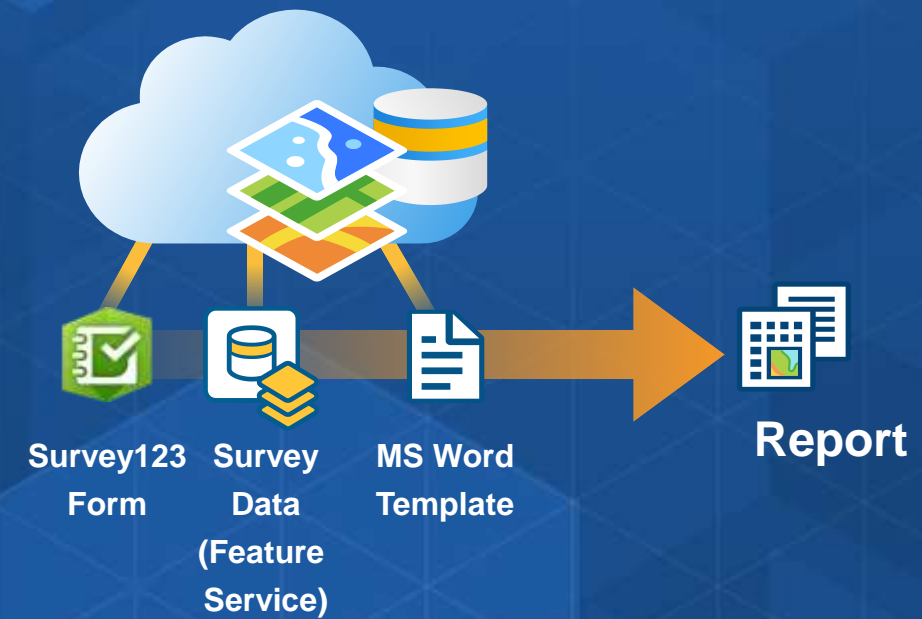 Survey123
Form
Survey
Data
(Feature
Service)
MS Word
Template
Report